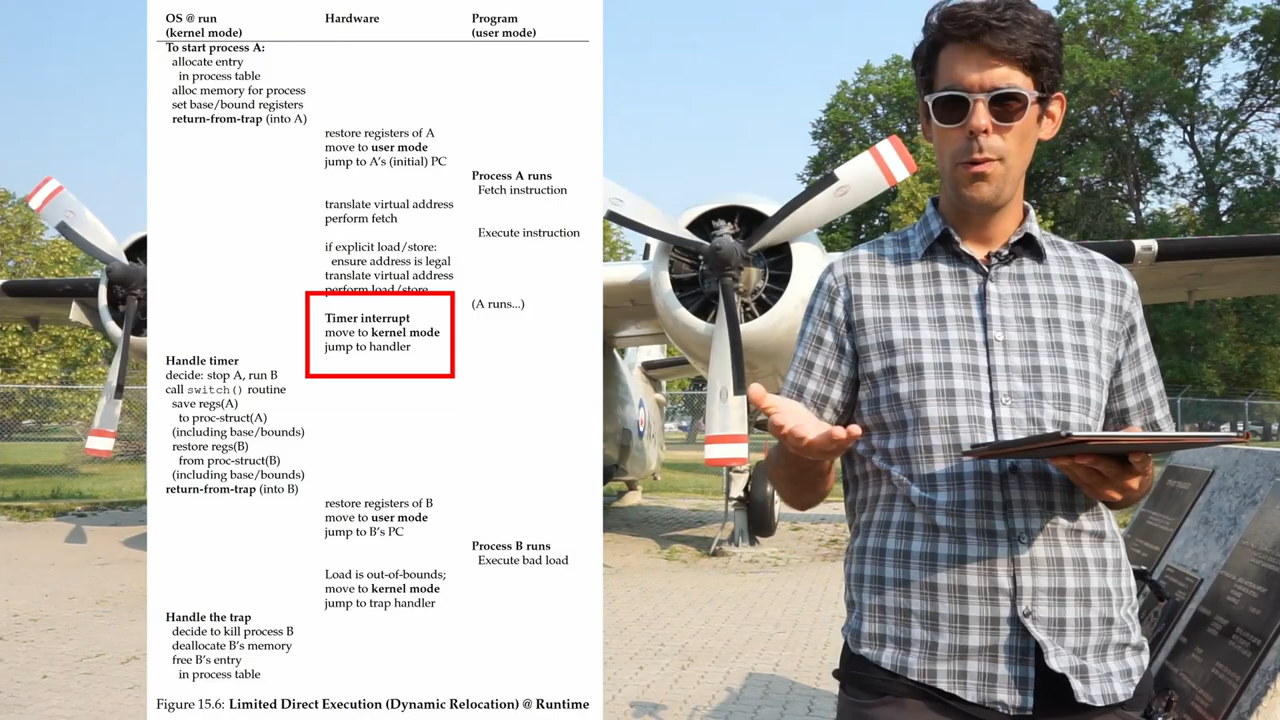 OS @ run Hardware Program
(kernel mode) (user mode)
To start process A:
allocate entry
in process table
alloc memory for process
set base/bound registers
return-from-trap (into A)
restore registers of A
move to user mode
jump to A's (initial) PC
Process A runs
Fetch instruction
translate virtual address
perform fetch
Execute instruction
if explicit load/store:
ensure address is legal
translate virtual address
perform load/store
(A runs...)
Timer interrupt
move to kernel mode
jump to handler
Handle timer
decide: stop A, run B
call switch() routine
save regs(A)
to proc-struct(A)
(including base/bounds)
restore regs(B)
from proc-struct(B)
(including base/bounds)
return-from-trap (into B)
restore registers of B
move to user mode
jump to B's PC
Process B runs
Execute bad load
Load is out-of-bounds;
move to kernel mode
jump to trap handler
Handle the trap
decide to kill process B
deallocate B's memory
free B's entry
in process table
Figure 15.6: Limited Direct Execution (Dynamic Relocation) @ Runtime